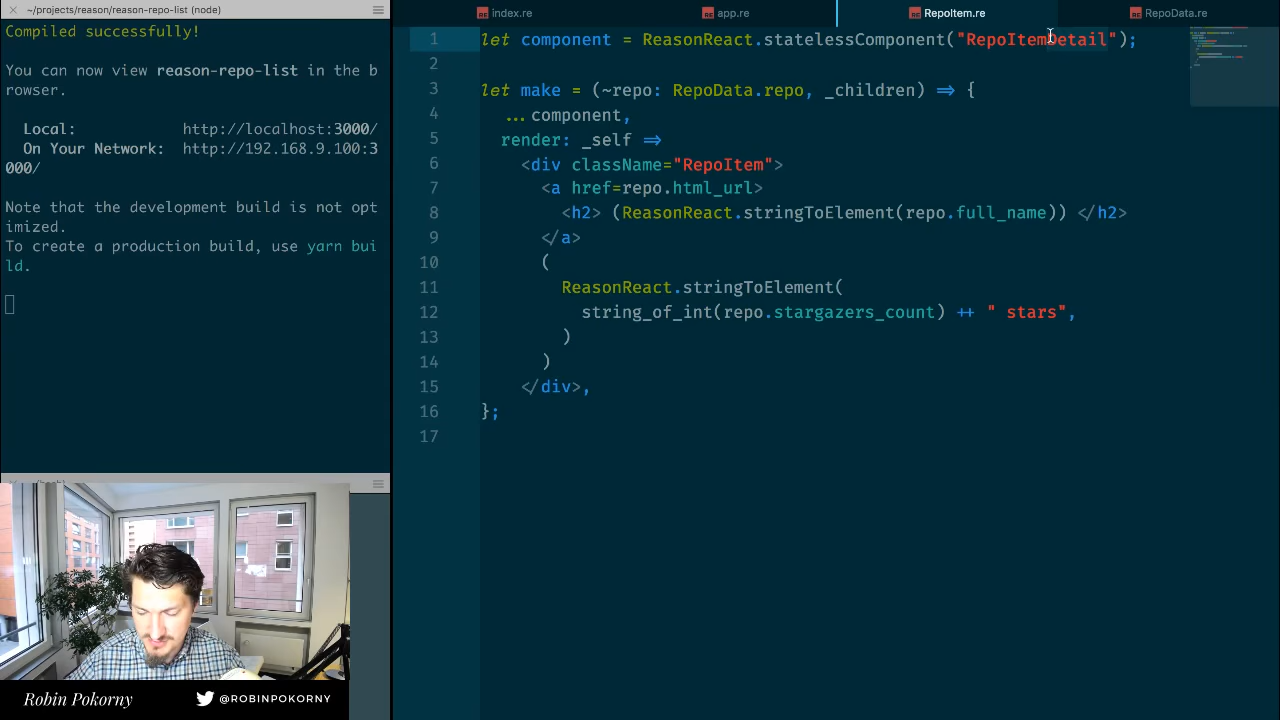 ~/projects/reason/reason-repo-list (node)
Compiled successfully!
You can now view reason-repo-list in the b
rowser.
Local: http://localhost:3000/
On Your Network: http://192.168.9.100:3
000/
Note that the development build is not opt
imized.
To create a production build, use yarn bui
ld.
index.re
app.re
RepoItem.re
RepoData.re
1 let component = ReasonReact.statelessComponent("RepoItemDetail");
2
3 let make = (~repo: RepoData.repo, _children) => {
4 ...component,
5 render: _self =>
6 <div className="RepoItem">
7 <a href=repo.html_url>
8 <h2> (ReasonReact.stringToElement(repo.full_name)) </h2>
9 </a>
10 (
11 ReasonReact.stringToElement(
12 string_of_int(repo.stargazers_count) ++ " stars",
13 )
14 )
15 </div>,
16 };
17
Robin Pokorny
@ROBINPOKORNY